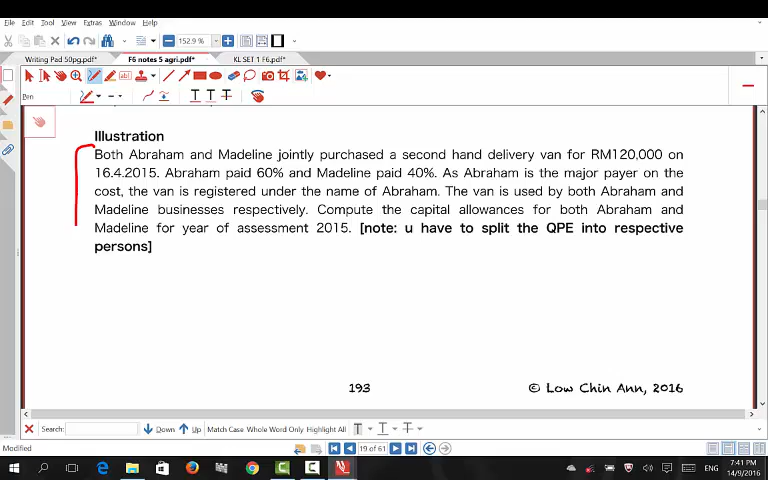 File Edit Tool View Extras Window Help
152.9 %
Writing Pad 50pg.pdf* F6 notes 5 agri.pdf* KL SET 1 F6.pdf*
Pen
Illustration
Both Abraham and Madeline jointly purchased a second hand delivery van for RM120,000 on
16.4.2015. Abraham paid 60% and Madeline paid 40%. As Abraham is the major payer on the
cost, the van is registered under the name of Abraham. The van is used by both Abraham and
Madeline businesses respectively. Compute the capital allowances for both Abraham and
Madeline for year of assessment 2015. [note: u have to split the QPE into respective
persons]
193 © Low Chin Ann, 2016
Search: Down Up Match Case Whole Word Only Highlight All T T T
Modified 19 of 61
ENG 7:41 PM
14/9/2016